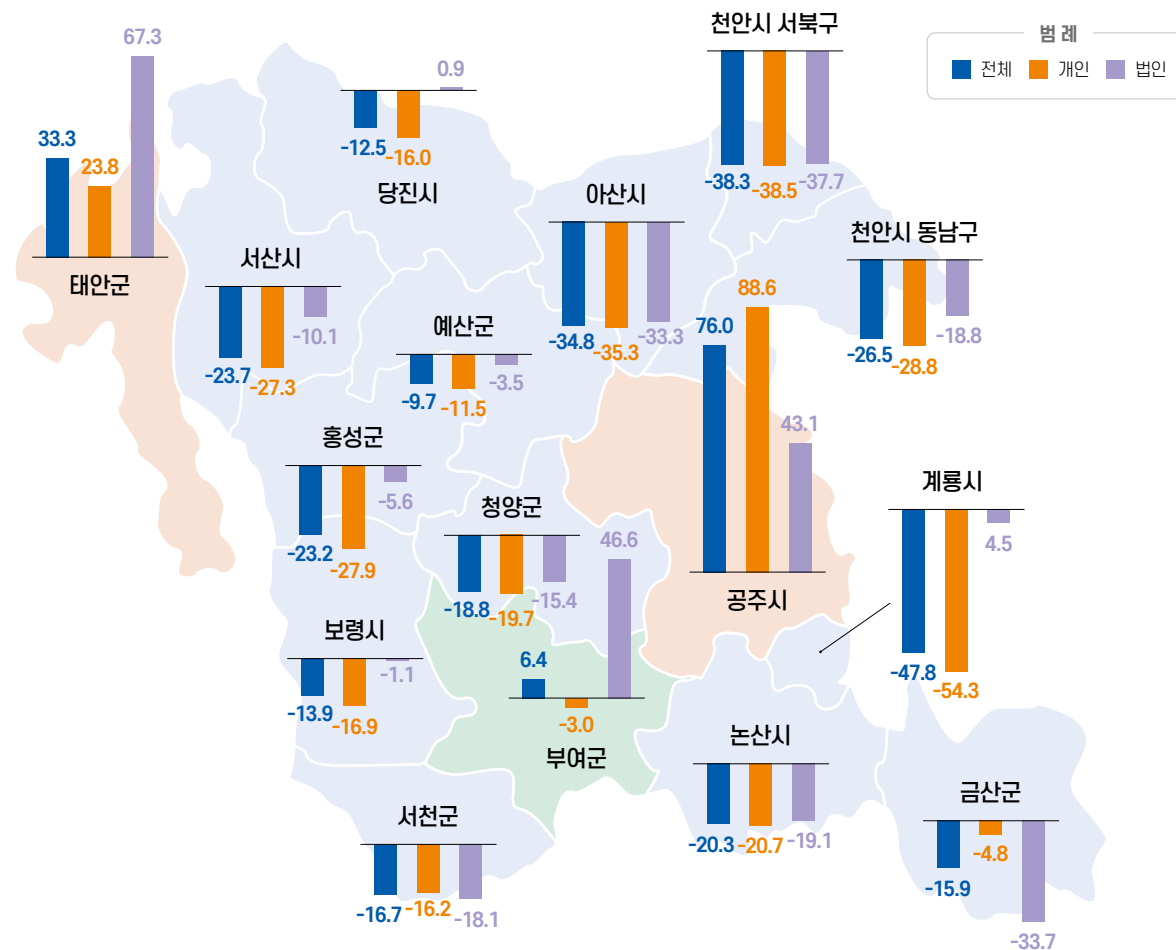 범 례
전체 개인 법인
태안군
33.3 23.8 67.3
당진시
-12.5 -16.0 0.9
천안시 서북구
-38.3 -38.5 -37.7
아산시
-34.8 -35.3 -33.3
천안시 동남구
-26.5 -28.8 -18.8
서산시
-23.7 -27.3 -10.1
예산군
-9.7 -11.5 -3.5
공주시
76.0 88.6 43.1
홍성군
-23.2 -27.9 -5.6
청양군
-18.8 -19.7 -15.4
계룡시
-47.8 -54.3 4.5
보령시
-13.9 -16.9 -1.1
부여군
6.4 -3.0 46.6
논산시
-20.3 -20.7 -19.1
금산군
-15.9 -4.8 -33.7
서천군
-16.7 -16.2 -18.1